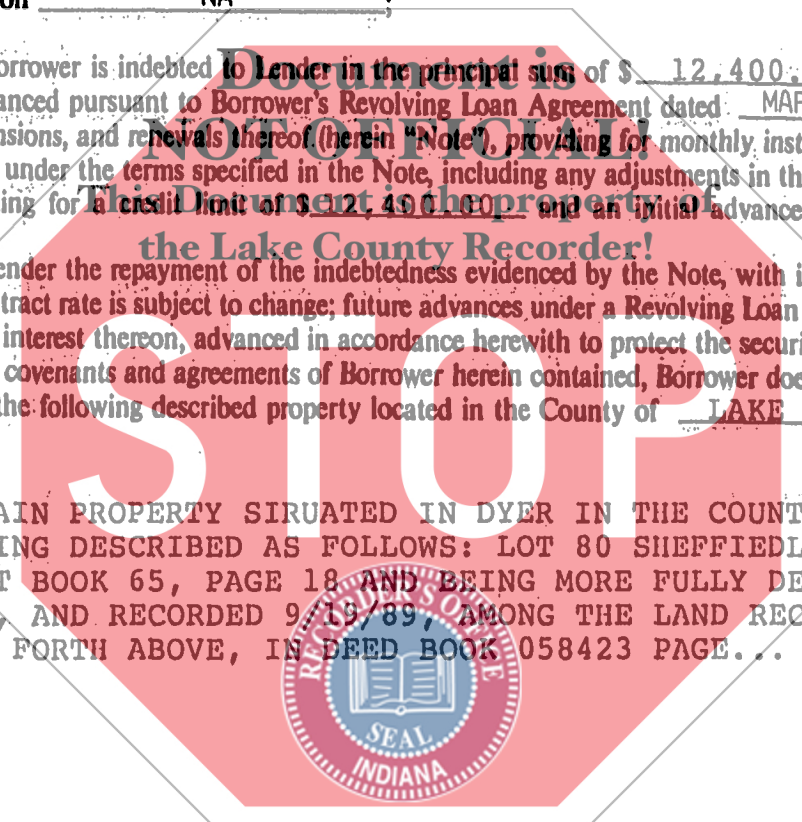 on NA ;
Document is
orrower is indebted to Lender in the principal sum of $ 12,400.
anced pursuant to Borrower's Revolving Loan Agreement dated MAR
NOT OFFICIAL!
nsions, and renewals thereof (herein "Note"), providing for monthly inst
under the terms specified in the Note, including any adjustments in th
This Document is the property of
ing for a credit limit of $ 12,400.00 and an initial advance
the Lake County Recorder!
ender the repayment of the indebtedness evidenced by the Note, with i
tract rate is subject to change; future advances under a Revolving Loan
interest thereon, advanced in accordance herewith to protect the securi
covenants and agreements of Borrower herein contained, Borrower doe
the following described property located in the County of LAKE
STOP
AIN PROPERTY SIRUATED IN DYER IN THE COUNT
ING DESCRIBED AS FOLLOWS: LOT 80 SHEFFIEDL
T BOOK 65, PAGE 18 AND BEING MORE FULLY DE
, AND RECORDED 9/19/89, AMONG THE LAND REC
FORTH ABOVE, IN DEED BOOK 058423 PAGE...
RECORDER'S OFFICE
SEAL
INDIANA